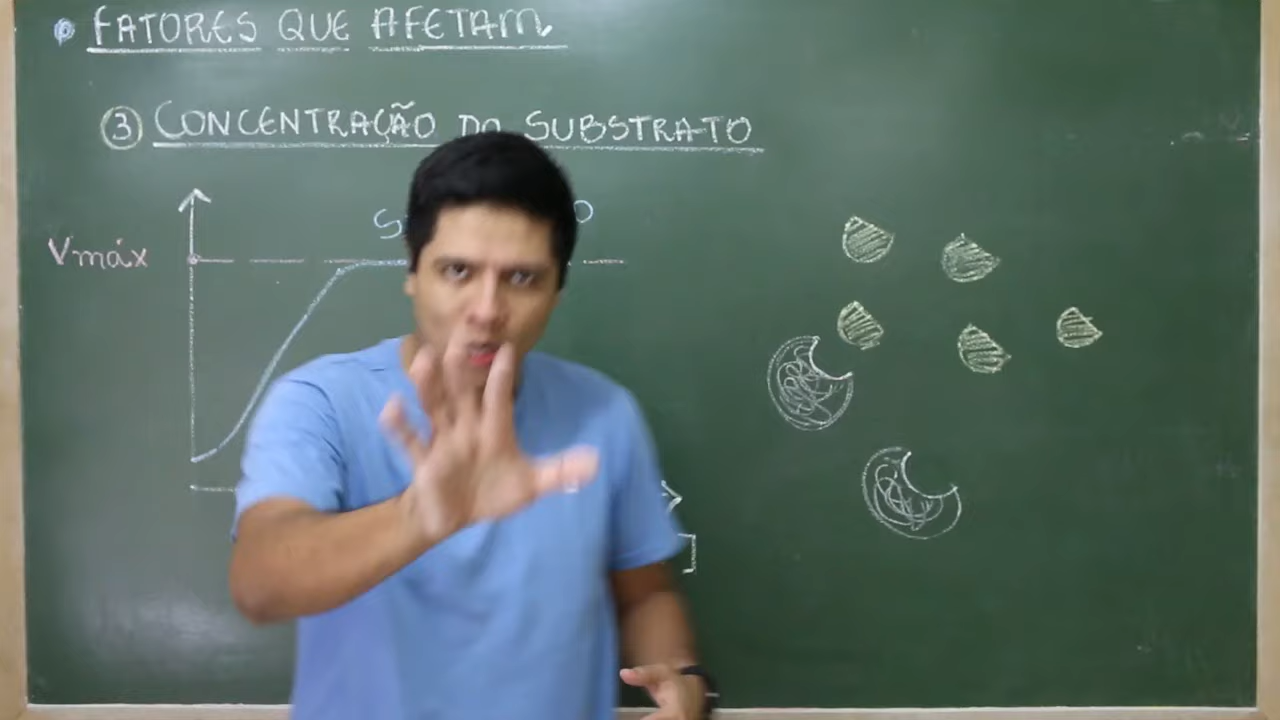 FATORES QUE AFETAM
③ CONCENTRAÇÃO DO SUBSTRATO
Vmáx